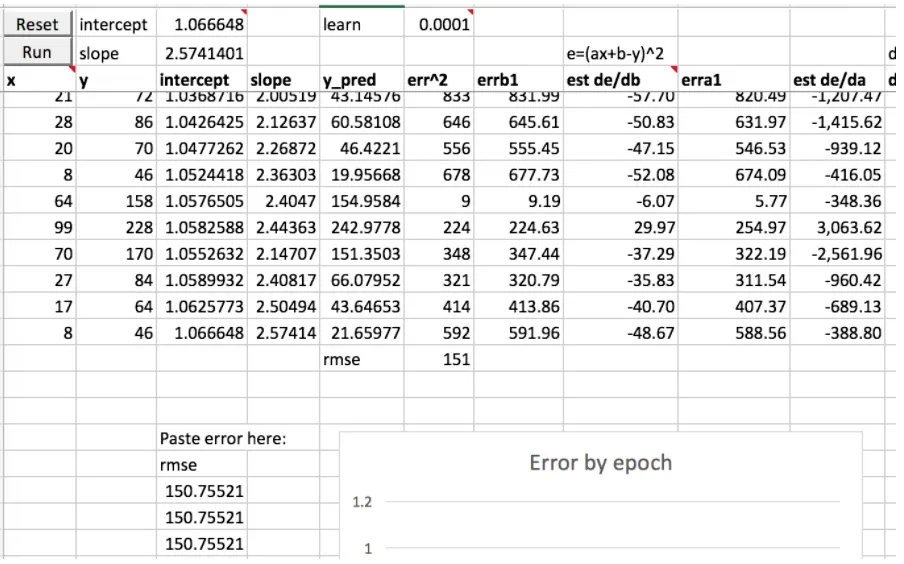 Reset intercept 1.066648 learn 0.0001
Run slope 2.5741401 e=(ax+b-y)^2 d
x y intercept slope y_pred err^2 errb1 est de/db erra1 est de/da d
21 72 1.0368716 2.00519 43.14576 833 831.99 -57.70 820.49 -1,207.47
28 86 1.0426425 2.12637 60.58108 646 645.61 -50.83 631.97 -1,415.62
20 70 1.0477262 2.26872 46.4221 556 555.45 -47.15 546.53 -939.12
8 46 1.0524418 2.36303 19.95668 678 677.73 -52.08 674.09 -416.05
64 158 1.0576505 2.4047 154.9584 9 9.19 -6.07 5.77 -348.36
99 228 1.0582588 2.44363 242.9778 224 224.63 29.97 254.97 3,063.62
70 170 1.0552632 2.14707 151.3503 348 347.44 -37.29 322.19 -2,561.96
27 84 1.0589932 2.40817 66.07952 321 320.79 -35.83 311.54 -960.42
17 64 1.0625773 2.50494 43.64653 414 413.86 -40.70 407.37 -689.13
8 46 1.066648 2.57414 21.65977 592 591.96 -48.67 588.56 -388.80
rmse 151
Paste error here:
rmse
150.75521
150.75521
150.75521
Error by epoch
1.2
1